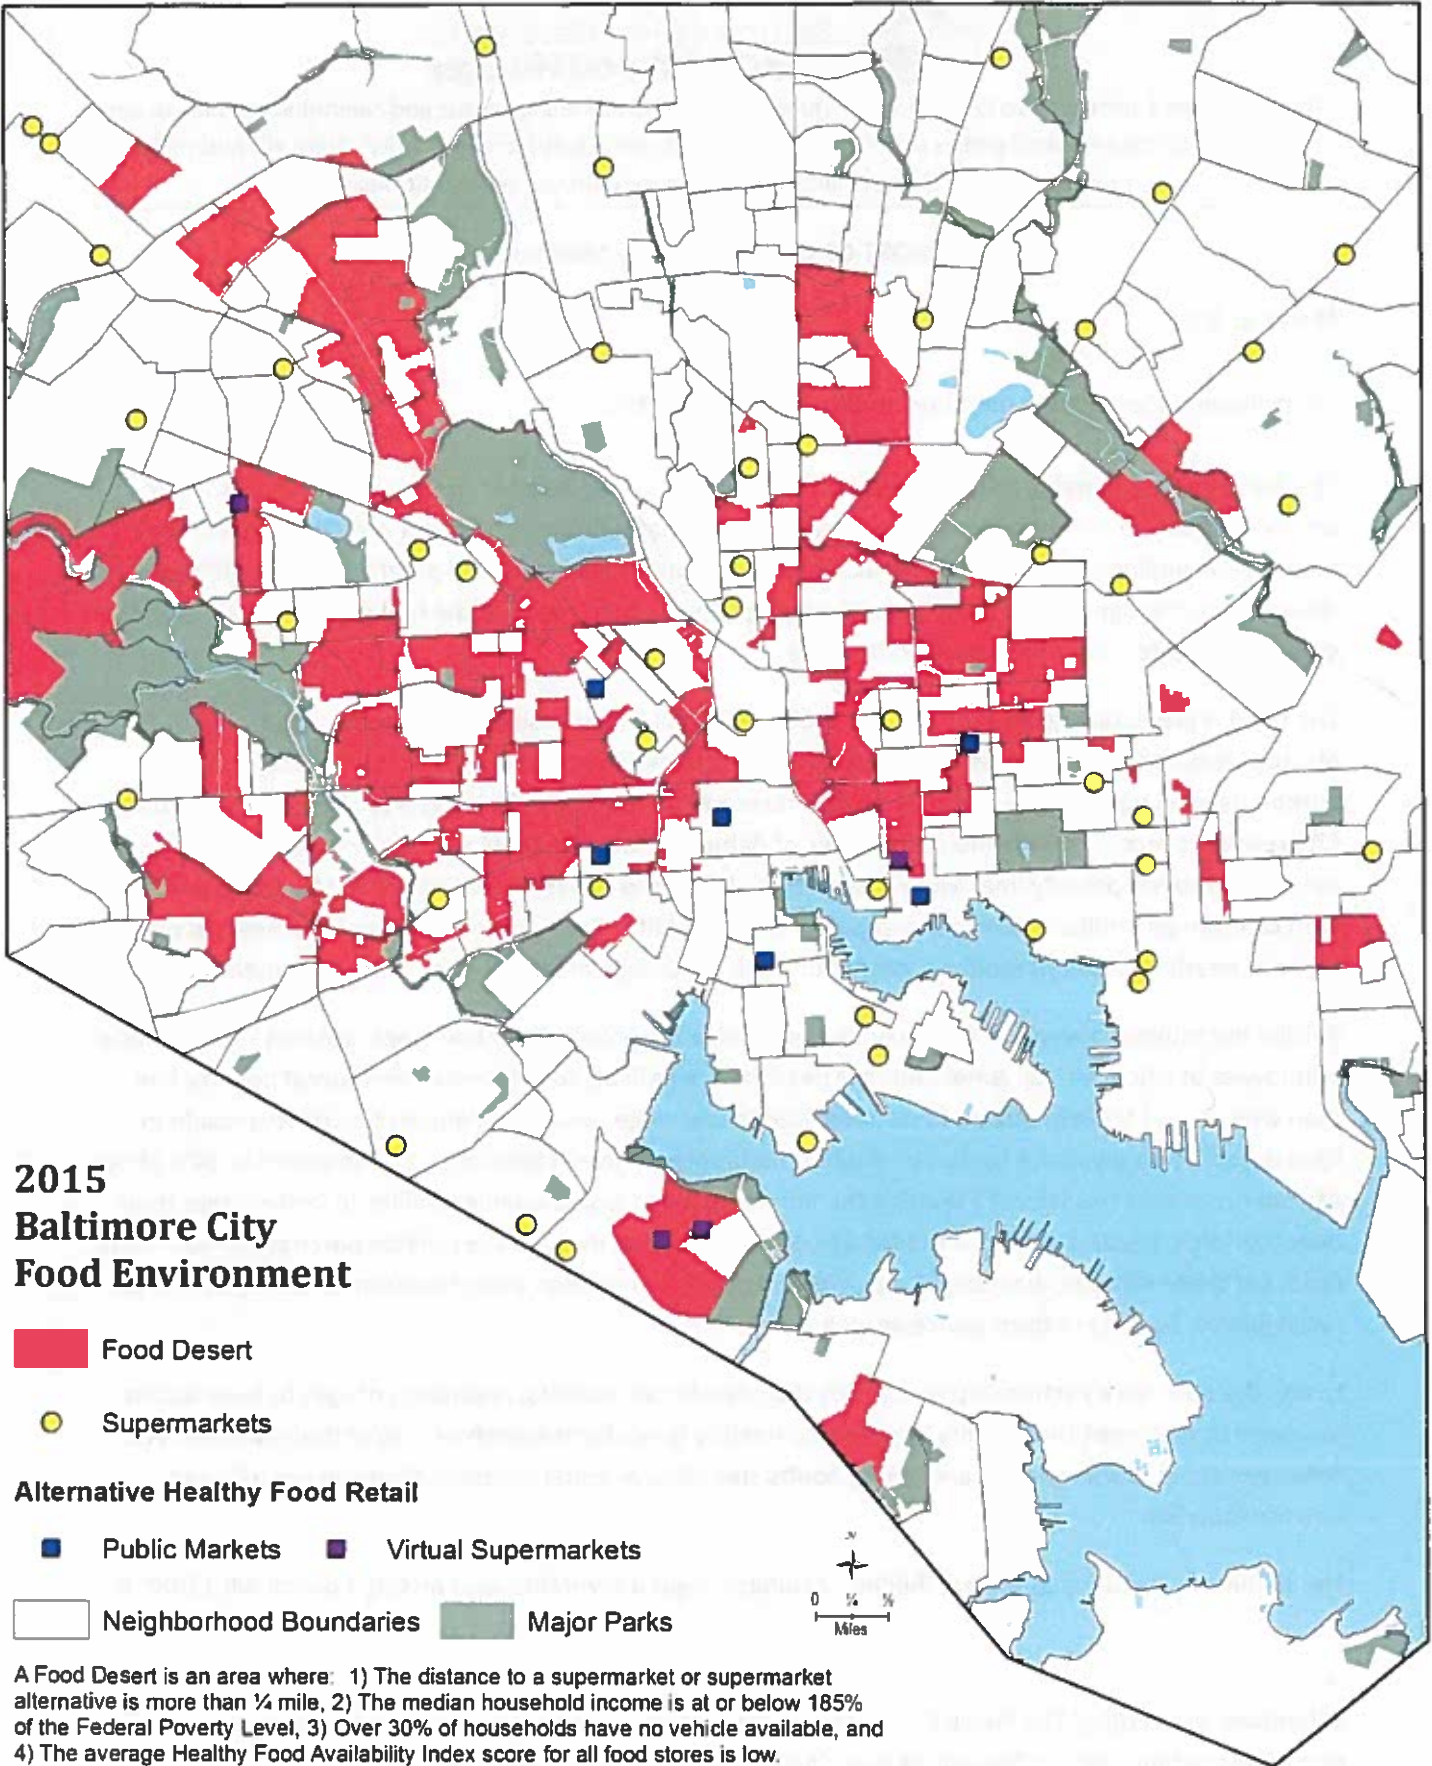 2015
Baltimore City
Food Environment
Food Desert
Supermarkets
Alternative Healthy Food Retail
Public Markets
Virtual Supermarkets
Neighborhood Boundaries
Major Parks
A Food Desert is an area where: 1) The distance to a supermarket or supermarket
alternative is more than ¼ mile, 2) The median household income is at or below 185%
of the Federal Poverty Level, 3) Over 30% of households have no vehicle available, and
4) The average Healthy Food Availability Index score for all food stores is low.
N
0 ¼ ½
Miles